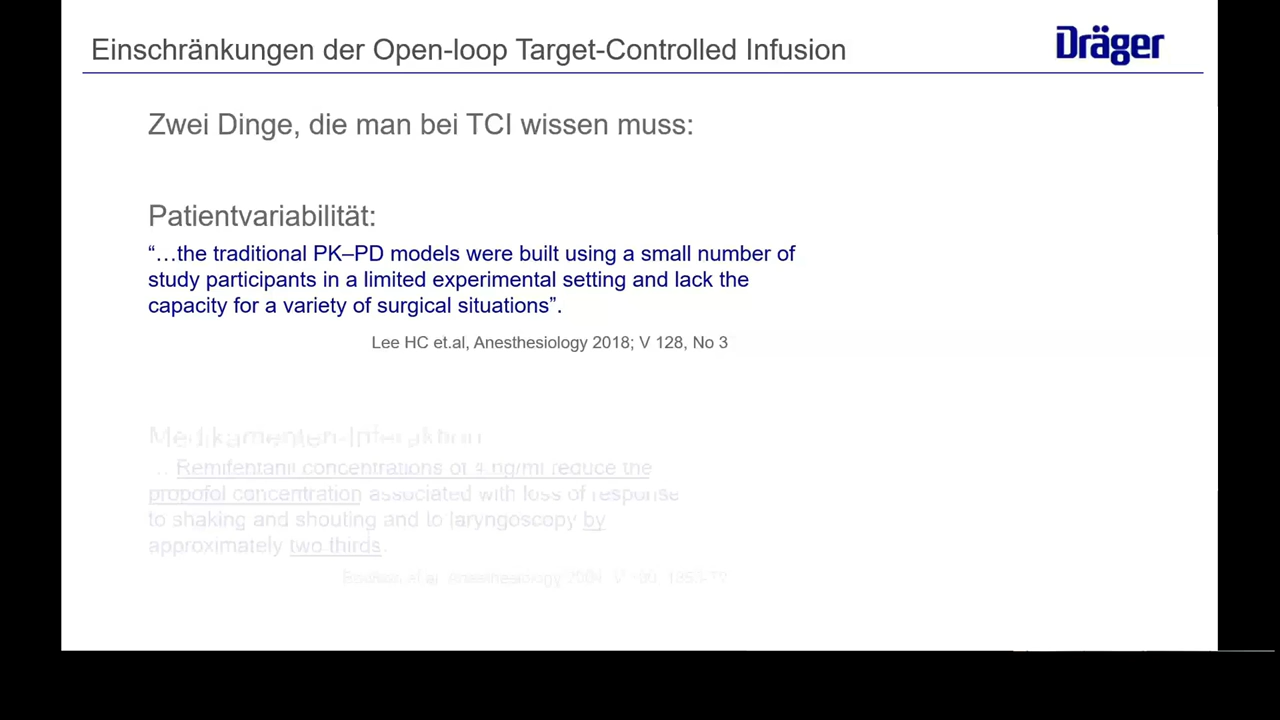 Einschränkungen der Open-loop Target-Controlled Infusion
Dräger
Zwei Dinge, die man bei TCI wissen muss:
Patientvariabilität:
“…the traditional PK–PD models were built using a small number of
study participants in a limited experimental setting and lack the
capacity for a variety of surgical situations”.
Lee HC et.al, Anesthesiology 2018; V 128, No 3
Remifentanil concentrations of 4 ng/ml reduce the
propofol concentration associated with loss of response
to shaking and shouting and to laryngoscopy by
approximately two thirds.